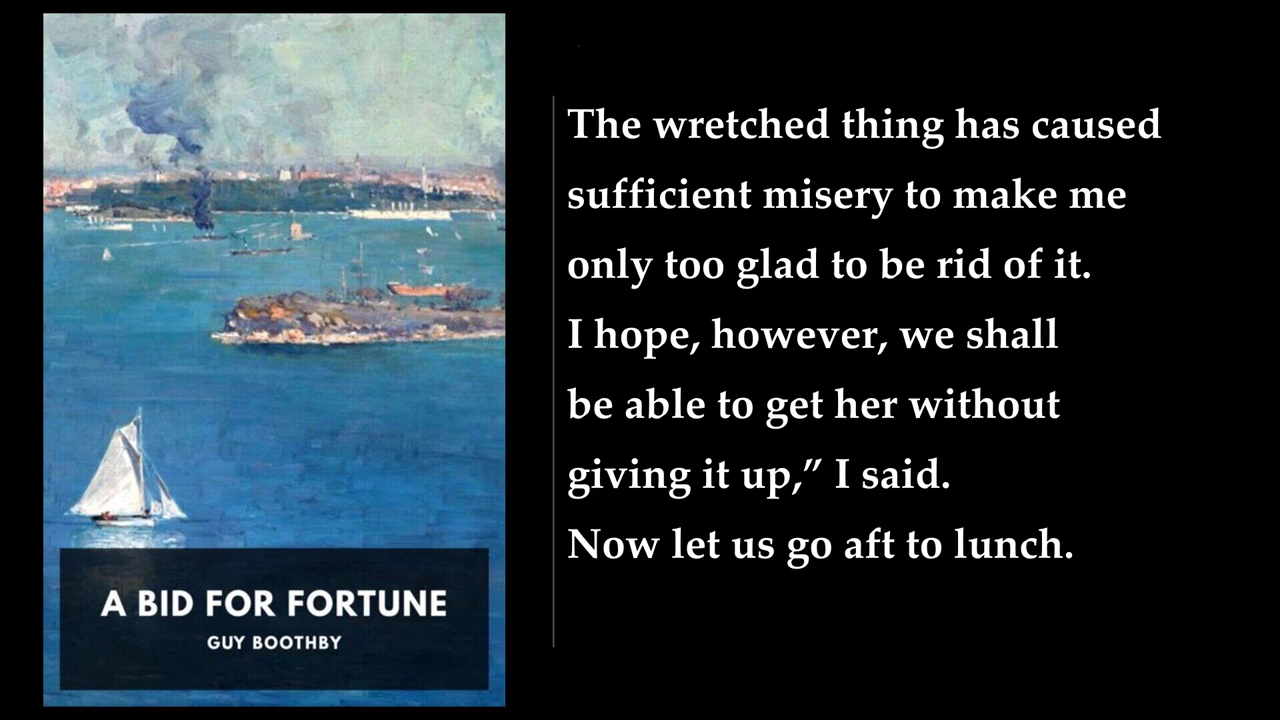 A BID FOR FORTUNE
GUY BOOTHBY
The wretched thing has caused
sufficient misery to make me
only too glad to be rid of it.
I hope, however, we shall
be able to get her without
giving it up,” I said.
Now let us go aft to lunch.